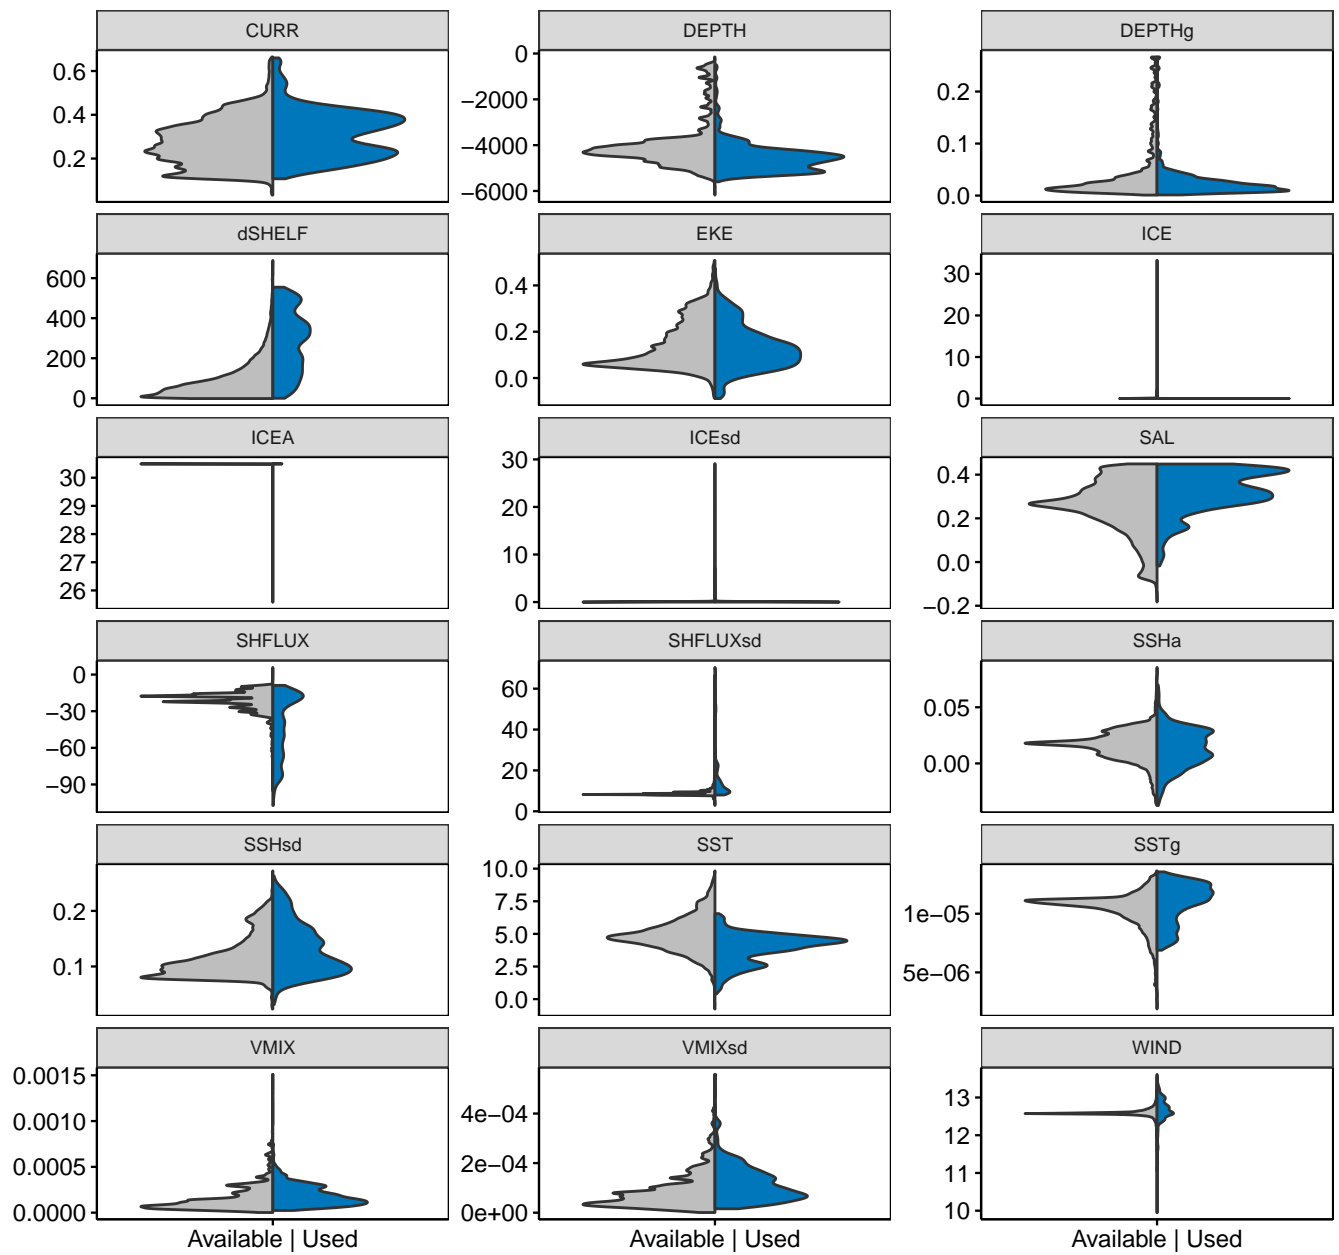 CURR
DEPTH
DEPTHg
0.6
0.4
0.2
0
−2000
−4000
−6000
0.2
0.1
0.0
dSHELF
EKE
ICE
600
400
200
0
0.4
0.2
0.0
30
20
10
0
ICEA
ICEsd
SAL
30
29
28
27
26
30
20
10
0
0.4
0.2
0.0
−0.2
SHFLUX
SHFLUXsd
SSHa
0
−30
−60
−90
60
40
20
0
0.05
0.00
SSHsd
SST
SSTg
0.2
0.1
10.0
7.5
5.0
2.5
0.0
1e−05
5e−06
VMIX
VMIXsd
WIND
0.0015
0.0010
0.0005
0.0000
4e−04
2e−04
0e+00
13
12
11
10
Available | Used
Available | Used
Available | Used